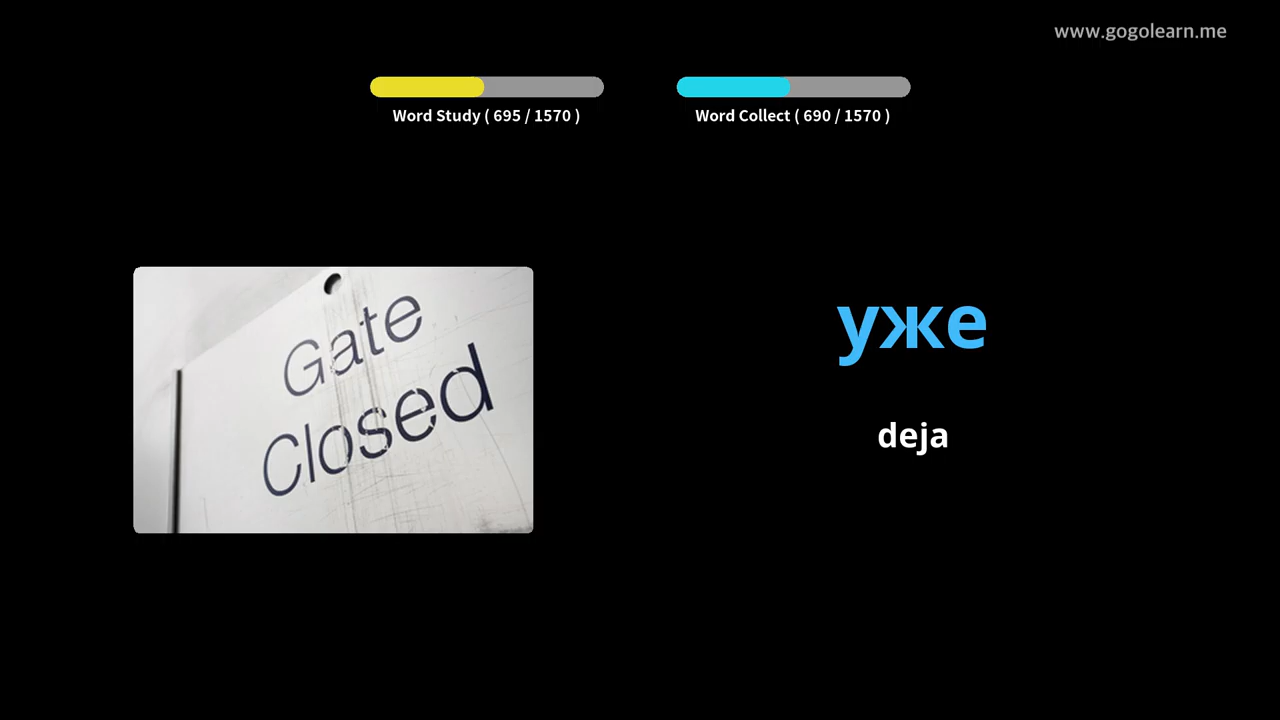 www.gogolearn.me
Word Study ( 695 / 1570 )
Word Collect ( 690 / 1570 )
Gate
Closed
уже
deja